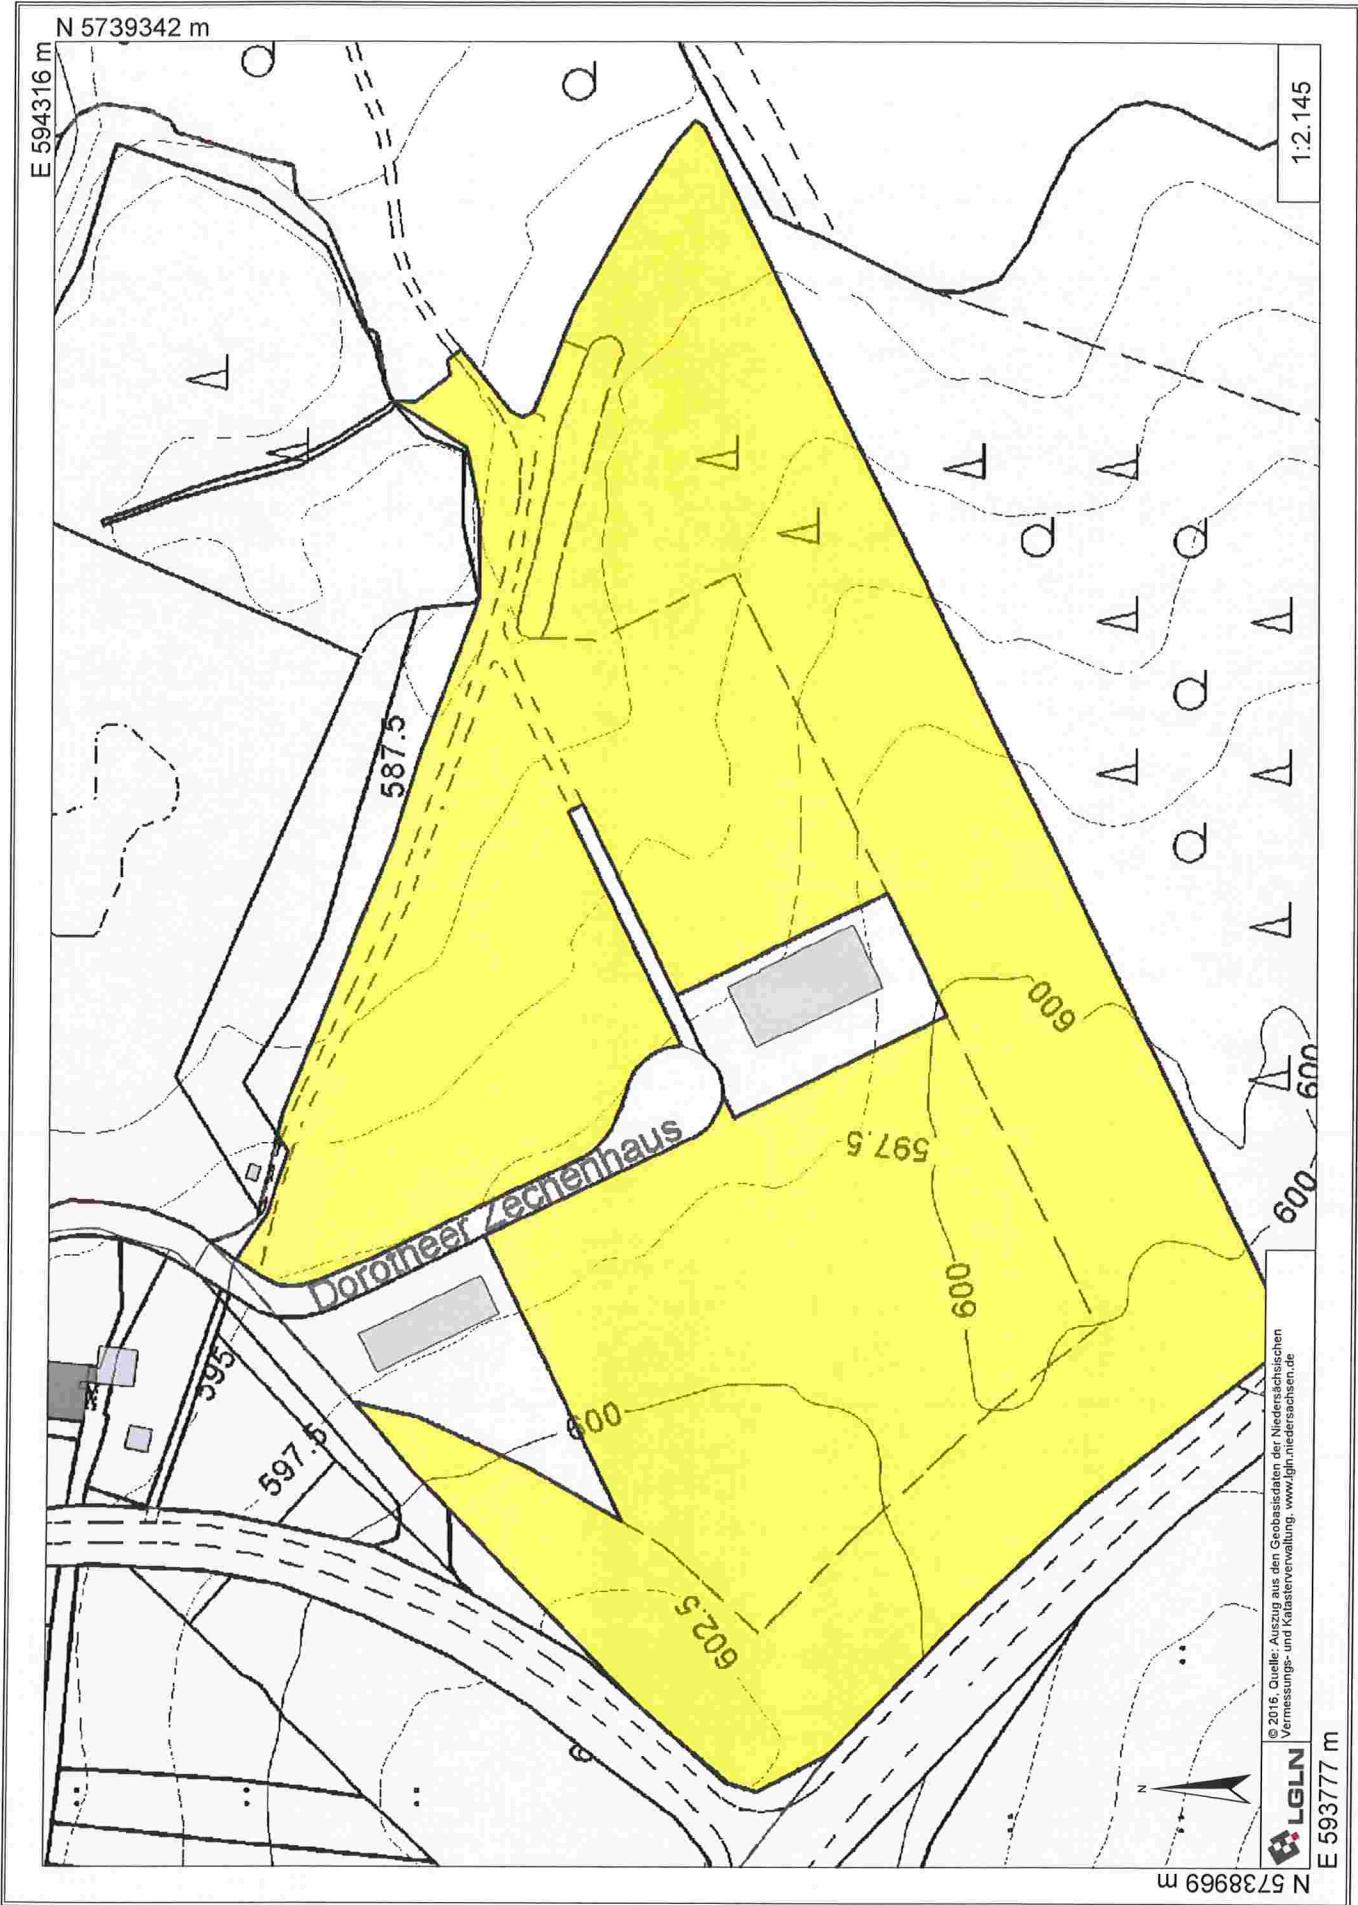 N 5739342 m
E 594316 m
1:2.145
587.5
600
600
600
597.5
Dorotheer Zechenhaus
600
595
597.5
600
602.5
© 2016, Quelle: Auszug aus den Geobasisdaten der Niedersächsischen
Vermessungs- und Katasterverwaltung, www.lgln.niedersachsen.de
N
LGLN
E 593777 m
N 5738969 m